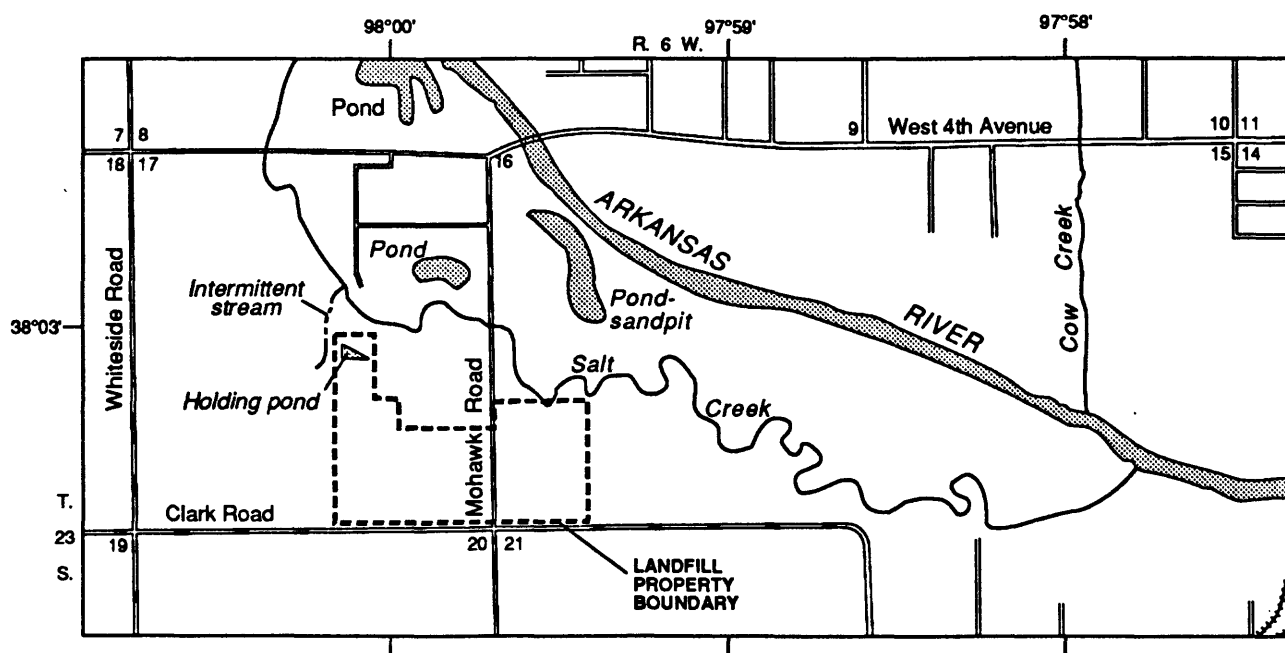 98°00'
97°59'
97°58'
R. 6 W.
Pond
7 8
9
West 4th Avenue
10 11
18 17
16
15 14
ARKANSAS
Pond
Intermittent
stream
Pond-
sandpit
RIVER
Cow Creek
38°03'
Whiteside Road
Holding pond
Salt
Creek
Mohawk Road
T.
23
S.
Clark Road
19
20 21
LANDFILL
PROPERTY
BOUNDARY